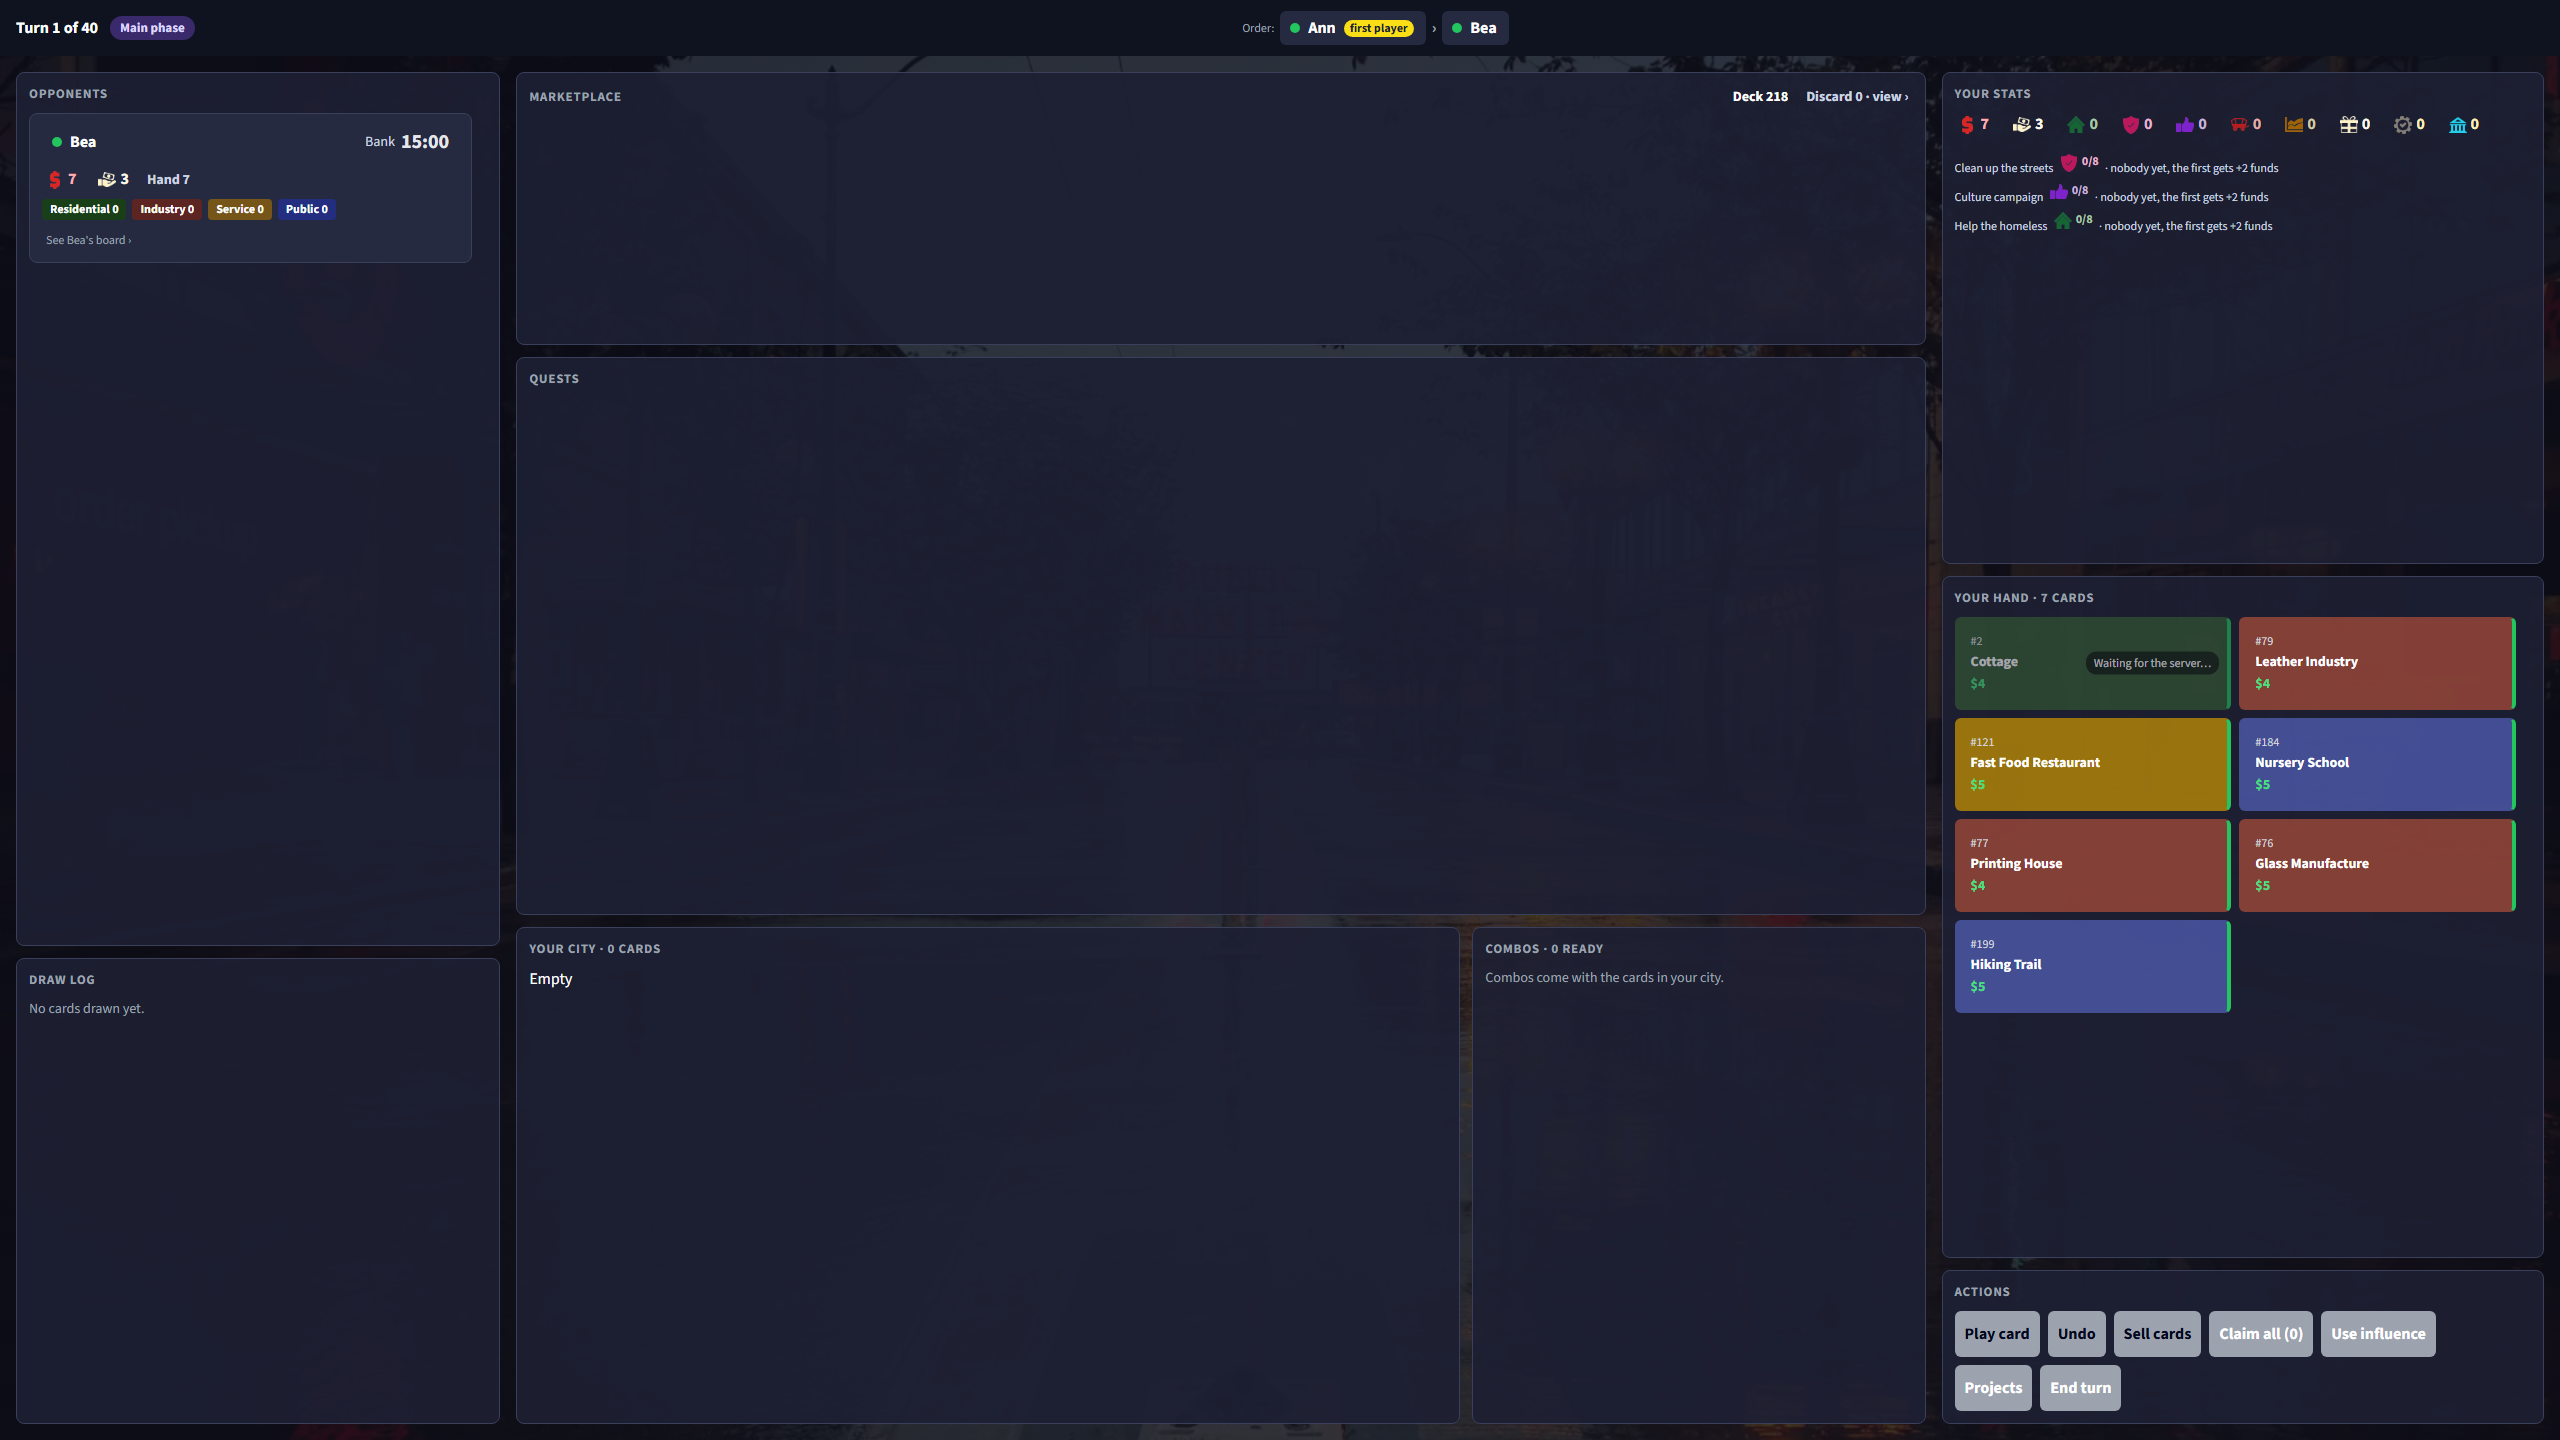 Turn 1 of 40 Main phase
Order: Ann first player › Bea
OPPONENTS
Bea Bank 15:00
7 3 Hand 7
Residential 0 Industry 0 Service 0 Public 0
See Bea's board ›
DRAW LOG
No cards drawn yet.
MARKETPLACE Deck 218 Discard 0 · view ›
QUESTS
YOUR CITY · 0 CARDS
Empty
COMBOS · 0 READY
Combos come with the cards in your city.
YOUR STATS
7 3 0 0 0 0 0 0 0 0
Clean up the streets 0/8 · nobody yet, the first gets +2 funds
Culture campaign 0/8 · nobody yet, the first gets +2 funds
Help the homeless 0/8 · nobody yet, the first gets +2 funds
YOUR HAND · 7 CARDS
#2
Cottage
$4
Waiting for the server…
#79
Leather Industry
$4
#121
Fast Food Restaurant
$5
#184
Nursery School
$5
#77
Printing House
$4
#76
Glass Manufacture
$5
#199
Hiking Trail
$5
ACTIONS
Play card Undo Sell cards Claim all (0) Use influence
Projects End turn